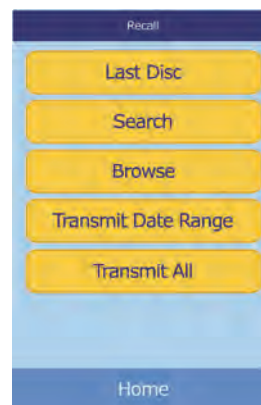 Recall
Last Disc
Search
Browse
Transmit Date Range
Transmit All
Home